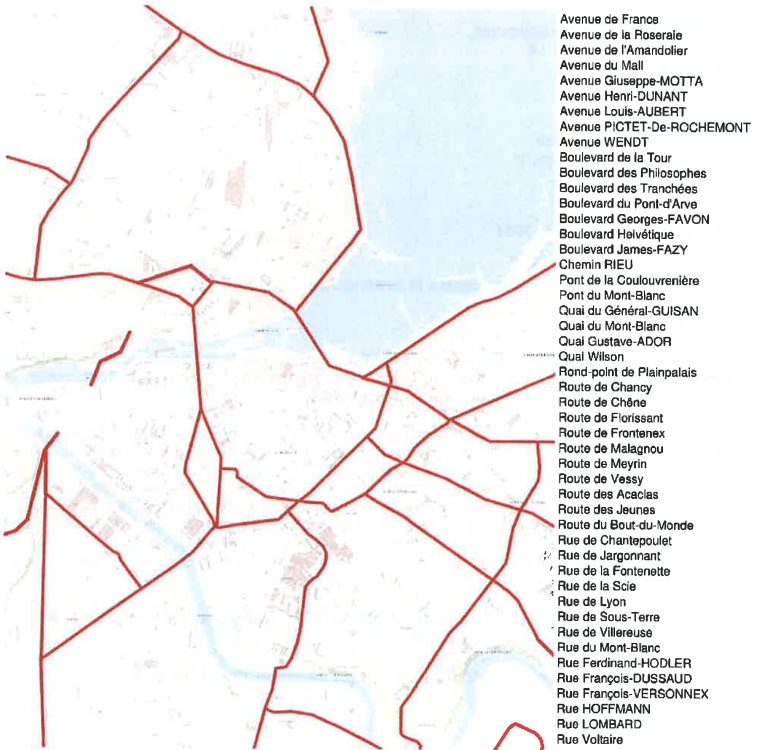 Avenue de France
Avenue de la Roseraie
Avenue de l'Amandolier
Avenue du Mail
Avenue Giuseppe-MOTTA
Avenue Henri-DUNANT
Avenue Louis-AUBERT
Avenue PICTET-De-ROCHEMONT
Avenue WENDT
Boulevard de la Tour
Boulevard des Philosophes
Boulevard des Tranchées
Boulevard du Pont-d'Arve
Boulevard Georges-FAVON
Boulevard Helvétique
Boulevard James-FAZY
Chemin RIEU
Pont de la Coulouvrenière
Pont du Mont-Blanc
Quai du Général-GUISAN
Quai du Mont-Blanc
Quai Gustave-ADOR
Quai Wilson
Rond-point de Plainpalais
Route de Chancy
Route de Chêne
Route de Florissant
Route de Frontenex
Route de Malagnou
Route de Meyrin
Route de Vessy
Route des Acacias
Route des Jeunes
Route du Bout-du-Monde
Rue de Chantepoulet
Rue de Jargonnant
Rue de la Fontenette
Rue de la Scie
Rue de Lyon
Rue de Sous-Terre
Rue de Villereuse
Rue du Mont-Blanc
Rue Ferdinand-HODLER
Rue François-DUSSAUD
Rue François-VERSONNEX
Rue HOFFMANN
Rue LOMBARD
Rue Voltaire